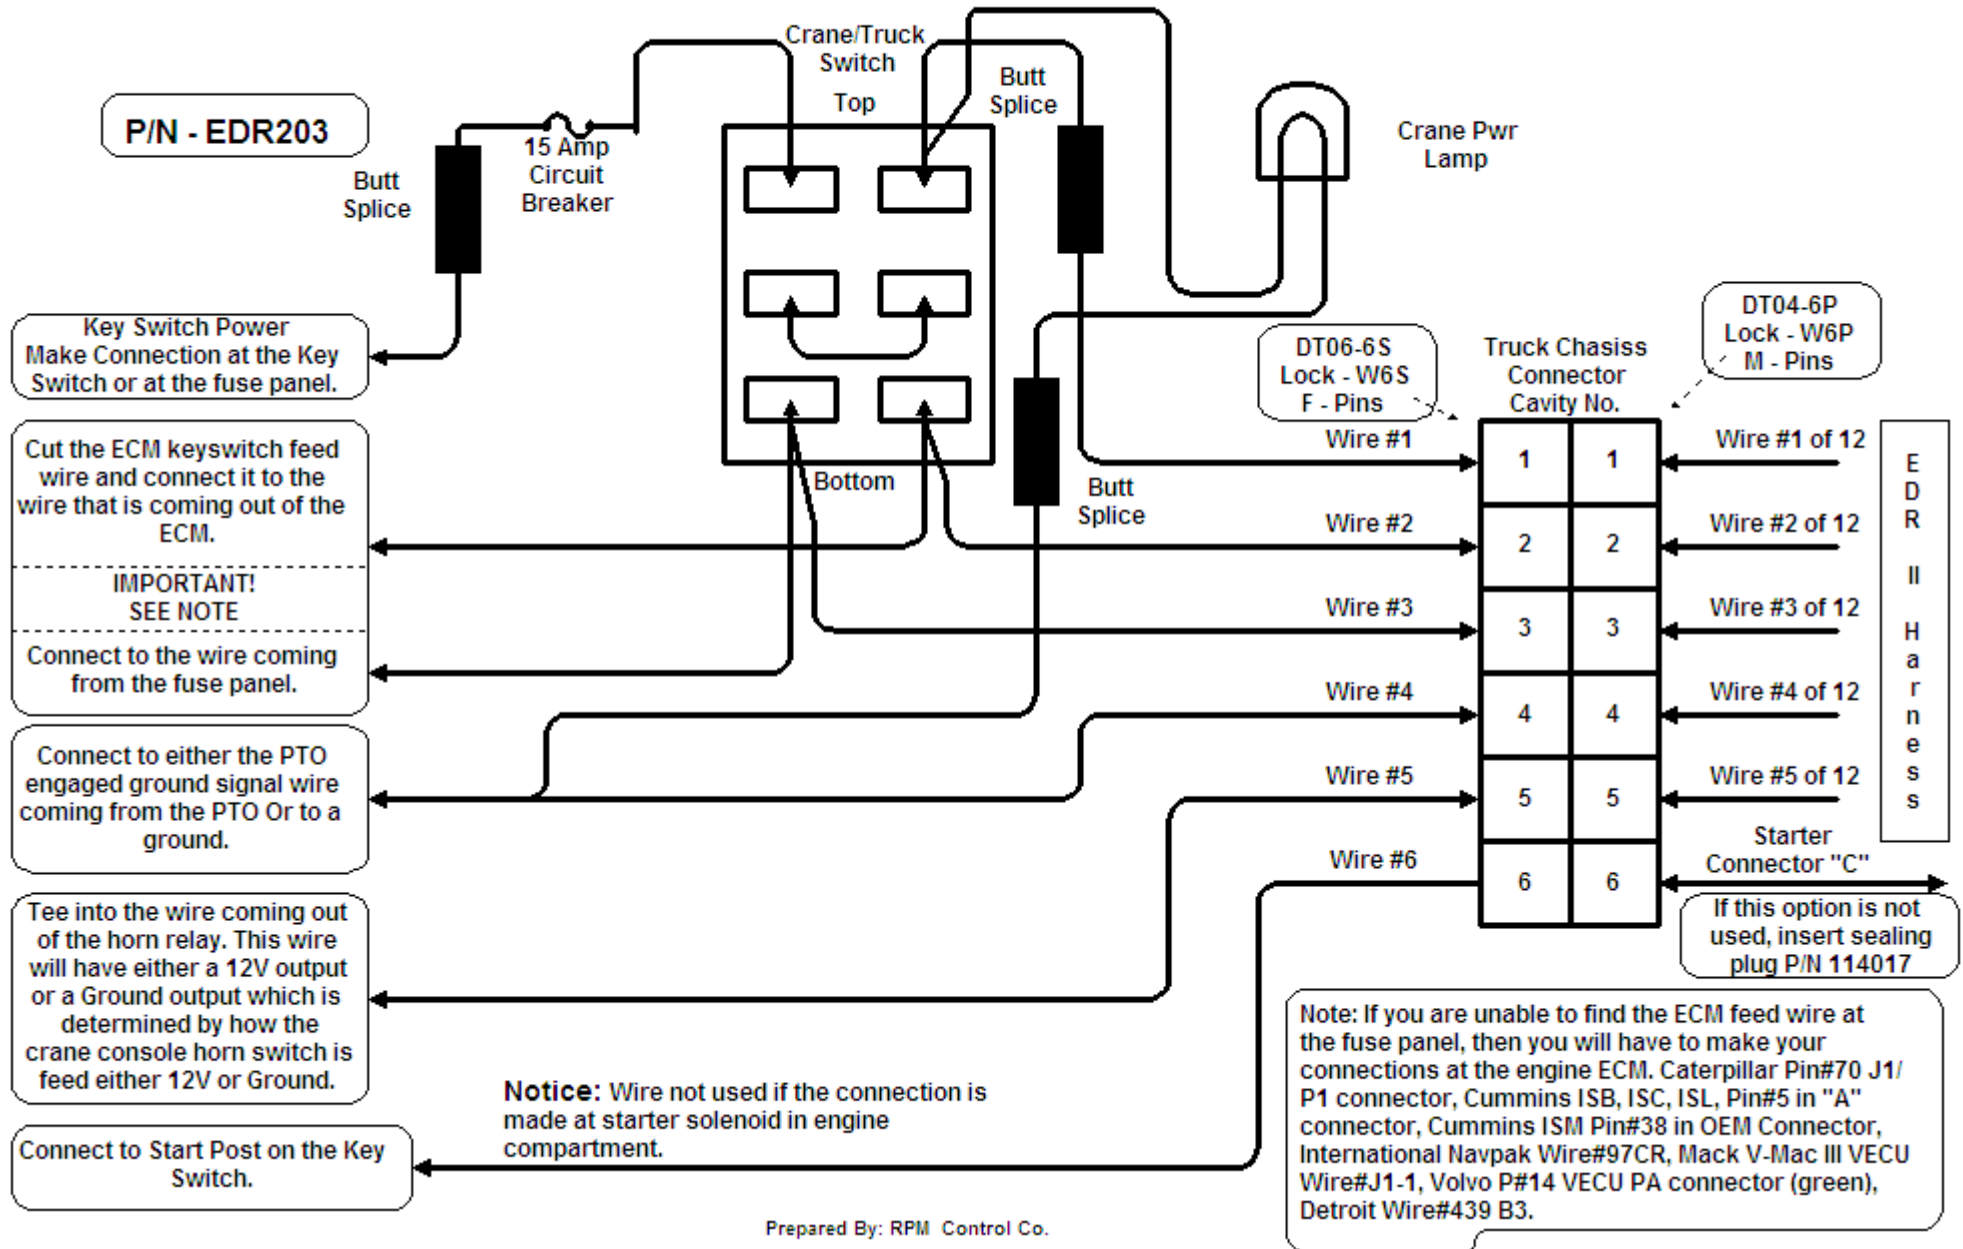 P/N - EDR203
Butt
Splice
15 Amp
Circuit
Breaker
Crane/Truck
Switch
Top
Butt
Splice
Crane Pwr
Lamp
Key Switch Power
Make Connection at the Key
Switch or at the fuse panel.
Cut the ECM keyswitch feed
wire and connect it to the
wire that is coming out of the
ECM.
IMPORTANT!
SEE NOTE
Connect to the wire coming
from the fuse panel.
Connect to either the PTO
engaged ground signal wire
coming from the PTO Or to a
ground.
Tee into the wire coming out
of the horn relay. This wire
will have either a 12V output
or a Ground output which is
determined by how the
crane console horn switch is
feed either 12V or Ground.
Connect to Start Post on the Key
Switch.
Bottom
Butt
Splice
DT06-6S
Lock - W6S
F - Pins
Truck Chasiss
Connector
Cavity No.
DT04-6P
Lock - W6P
M - Pins
Wire #1
1
1
Wire #1 of 12
Wire #2
2
2
Wire #2 of 12
Wire #3
3
3
Wire #3 of 12
Wire #4
4
4
Wire #4 of 12
Wire #5
5
5
Wire #5 of 12
Wire #6
6
6
Starter
Connector "C"
EDR II Harness
If this option is not
used, insert sealing
plug P/N 114017
Notice: Wire not used if the connection is
made at starter solenoid in engine
compartment.
Note: If you are unable to find the ECM feed wire at
the fuse panel, then you will have to make your
connections at the engine ECM. Caterpillar Pin#70 J1/
P1 connector, Cummins ISB, ISC, ISL, Pin#5 in "A"
connector, Cummins ISM Pin#38 in OEM Connector,
International Navpak Wire#97CR, Mack V-Mac III VECU
Wire#J1-1, Volvo P#14 VECU PA connector (green),
Detroit Wire#439 B3.
Prepared By: RPM Control Co.